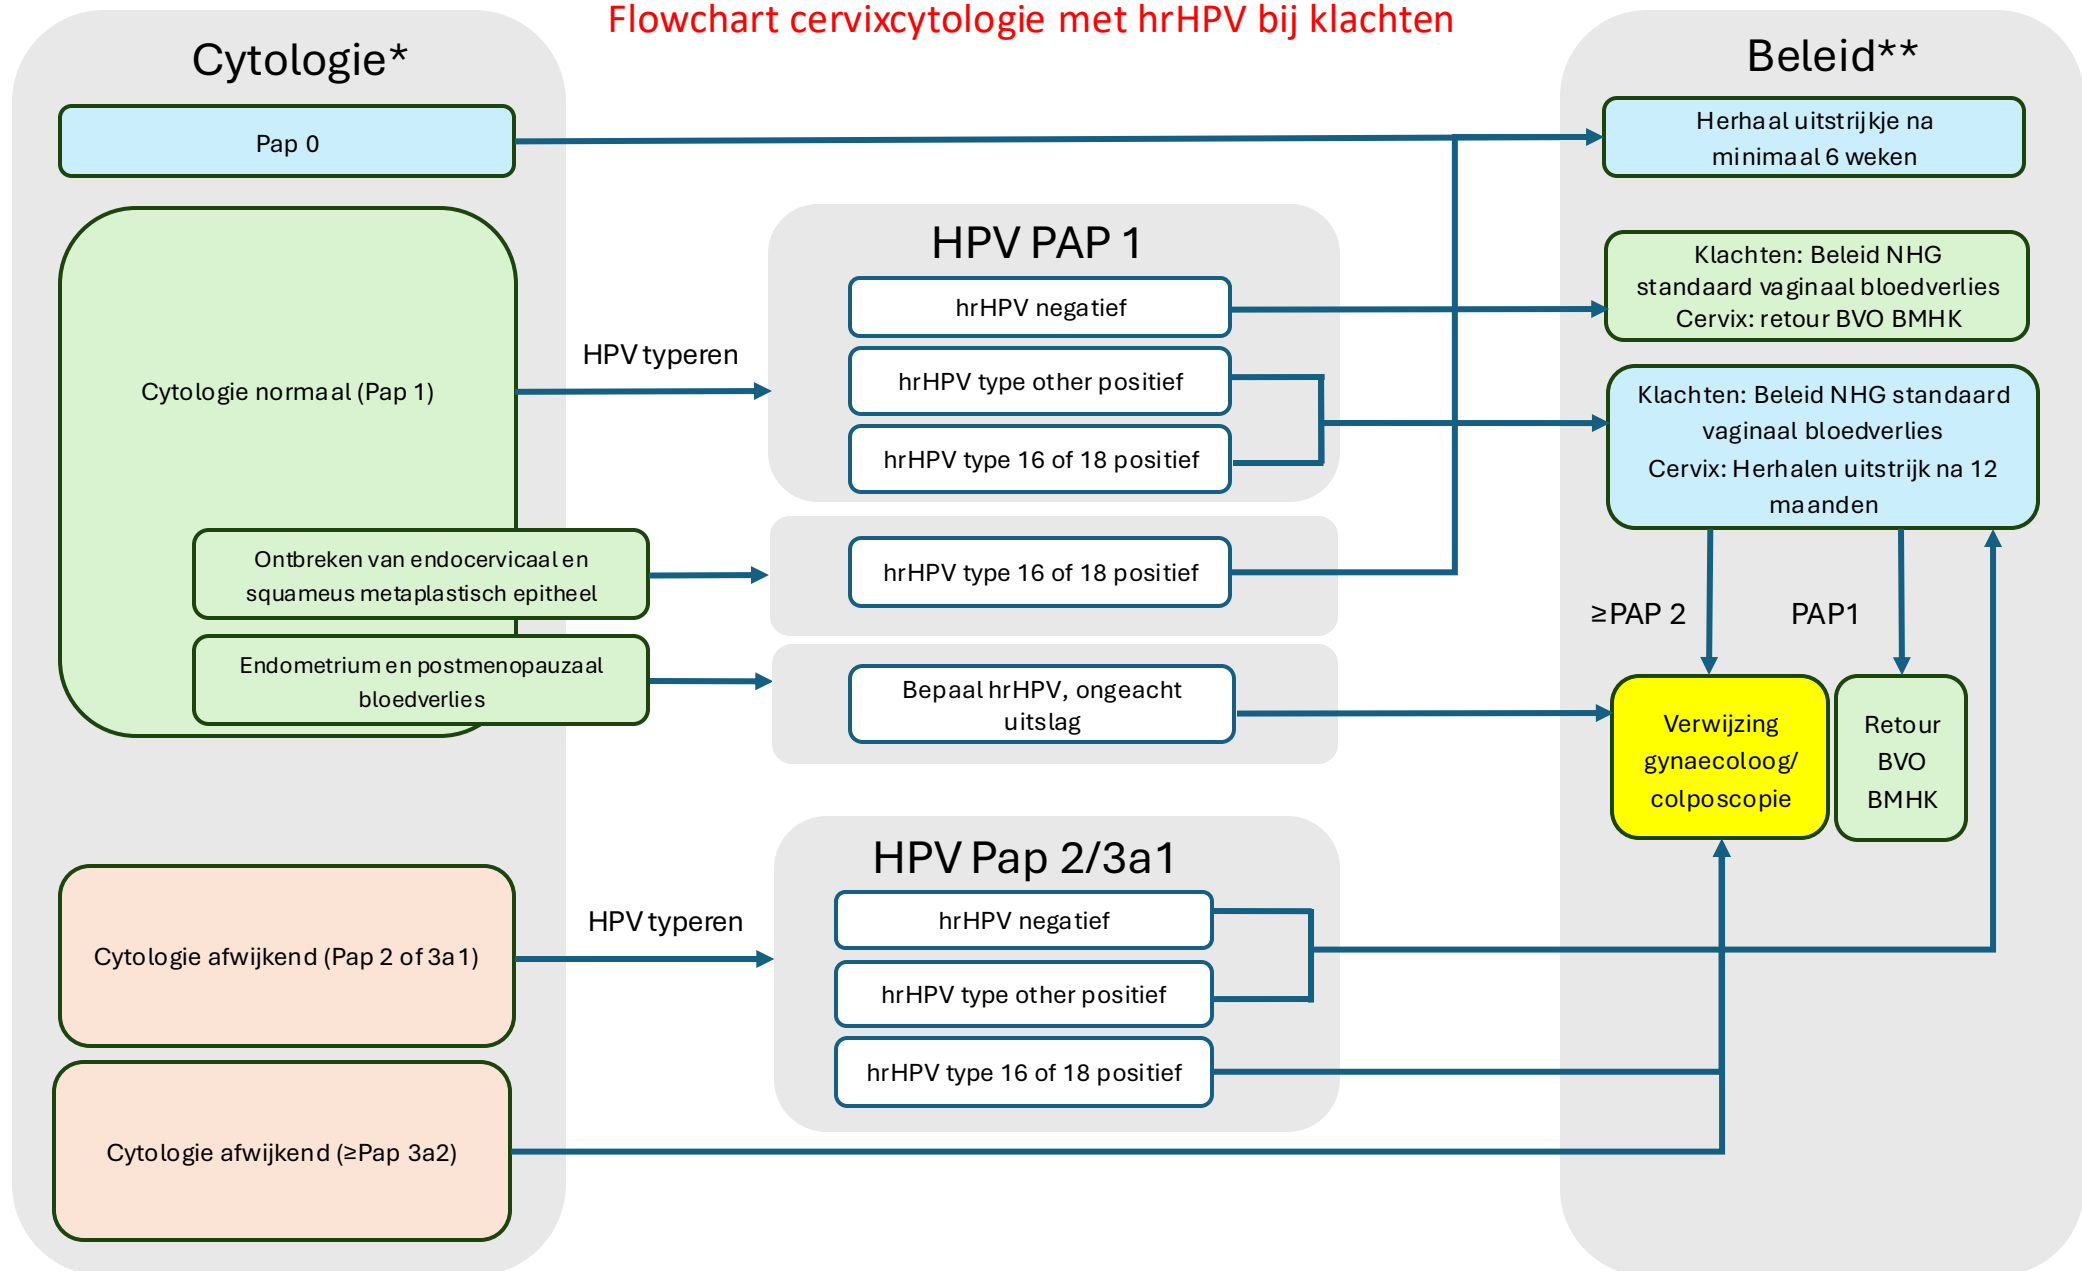 Flowchart cervixcytologie met hrHPV bij klachten
Cytologie*
Pap 0
Cytologie normaal (Pap 1)
Ontbreken van endocervicaal en
squameus metaplastisch epitheel
Endometrium en postmenopauzaal
bloedverlies
Cytologie afwijkend (Pap 2 of 3a1)
Cytologie afwijkend (≥Pap 3a2)
HPV typeren
HPV typeren
HPV PAP 1
hrHPV negatief
hrHPV type other positief
hrHPV type 16 of 18 positief
hrHPV type 16 of 18 positief
Bepaal hrHPV, ongeacht
uitslag
HPV Pap 2/3a1
hrHPV negatief
hrHPV type other positief
hrHPV type 16 of 18 positief
Beleid**
Herhaal uitstrijkje na
minimaal 6 weken
Klachten: Beleid NHG
standaard vaginaal bloedverlies
Cervix: retour BVO BMHK
Klachten: Beleid NHG standaard
vaginaal bloedverlies
Cervix: Herhalen uitstrijk na 12
maanden
≥PAP 2
PAP1
Verwijzing
gynaecoloog/
colposcopie
Retour
BVO
BMHK